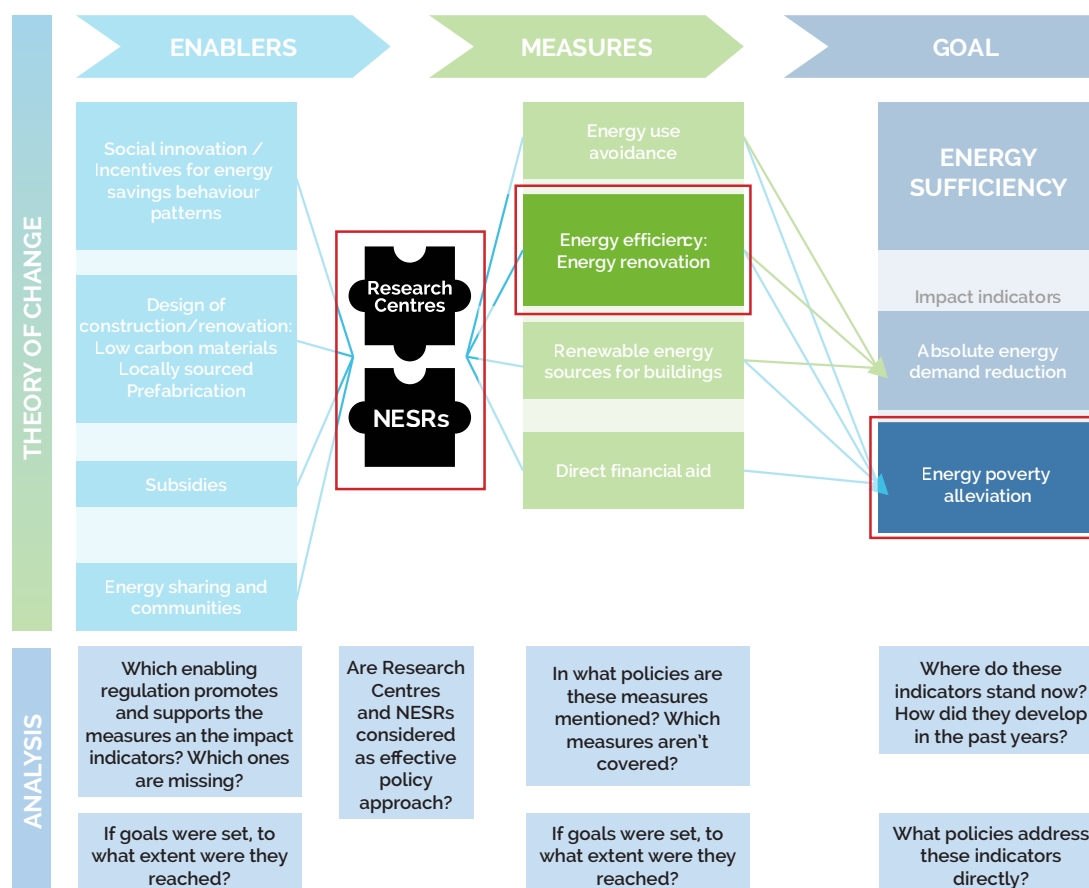 ENABLERS
MEASURES
GOAL
THEORY OF CHANGE
Social innovation /
Incentives for energy
savings behaviour
patterns
Design of
construction/renovation:
Low carbon materials
Locally sourced
Prefabrication
Subsidies
Energy sharing and
communities
Research
Centres
NESRs
Energy use
avoidance
Energy efficiency:
Energy renovation
Renewable energy
sources for buildings
Direct financial aid
ENERGY
SUFFICIENCY
Impact indicators
Absolute energy
demand reduction
Energy poverty
alleviation
ANALYSIS
Which enabling
regulation promotes
and supports the
measures an the impact
indicators? Which ones
are missing?
If goals were set, to
what extent were they
reached?
Are Research
Centres
and NESRs
considered
as effective
policy
approach?
In what policies are
these measures
mentioned? Which
measures aren't
covered?
If goals were set, to
what extent were they
reached?
Where do these
indicators stand now?
How did they develop
in the past years?
What policies address
these indicators
directly?